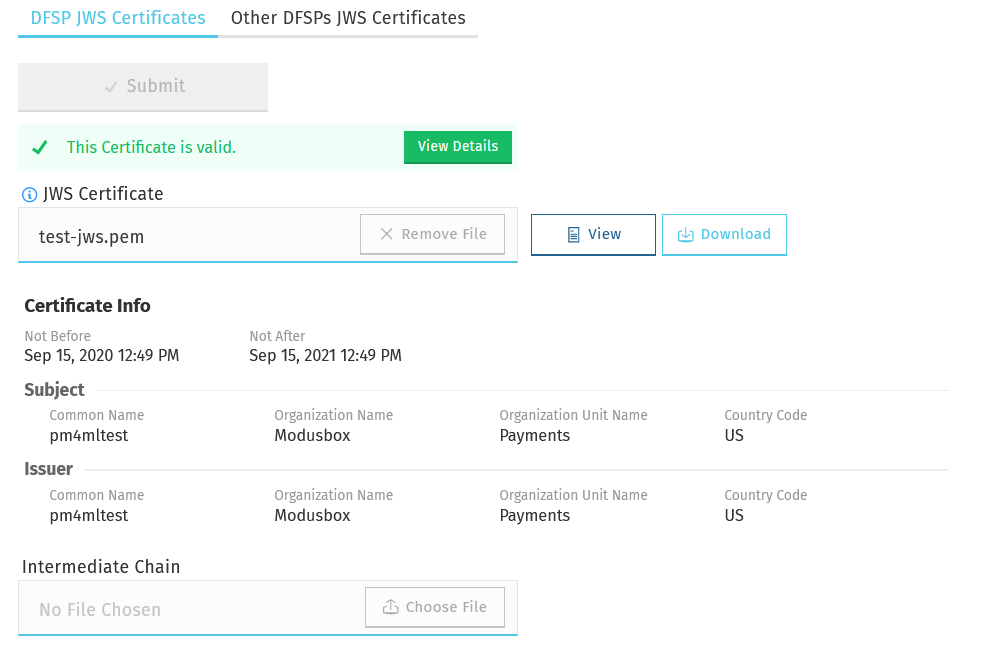 DFSP JWS Certificates Other DFSPs JWS Certificates
Submit
This Certificate is valid. View Details
JWS Certificate
test-jws.pem Remove File View Download
Certificate Info
Not Before Not After
Sep 15, 2020 12:49 PM Sep 15, 2021 12:49 PM
Subject
Common Name Organization Name Organization Unit Name Country Code
pm4mltest Modusbox Payments US
Issuer
Common Name Organization Name Organization Unit Name Country Code
pm4mltest Modusbox Payments US
Intermediate Chain
No File Chosen Choose File